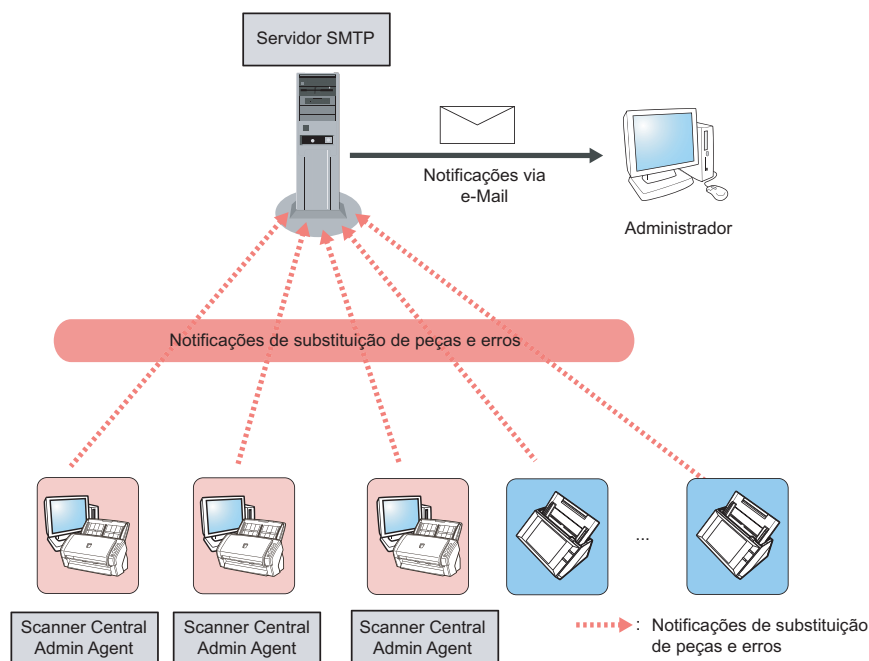 Servidor SMTP
Notificações via
e-Mail
Administrador
Notificações de substituição de peças e erros
...
Scanner Central
Admin Agent
Scanner Central
Admin Agent
Scanner Central
Admin Agent
: Notificações de substituição
de peças e erros